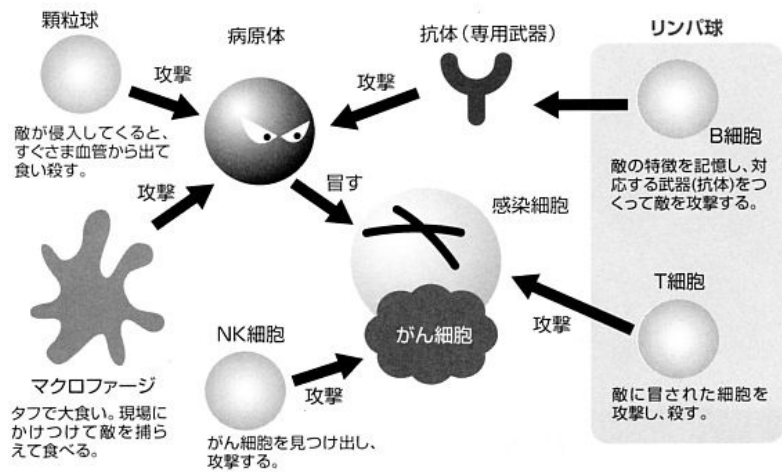 顆粒球
攻撃
敵が侵入してくると、
すぐさま血管から出て
食い殺す。
病原体
攻撃
抗体(専用武器)
リンパ球
B細胞
敵の特徴を記憶し、対
応する武器(抗体)をつ
くって敵を攻撃する。
攻撃
冒す
感染細胞
マクロファージ
タフで大食い。現場に
かけつけて敵を捕ら
えて食べる。
NK細胞
攻撃
がん細胞を見つけ出し、
攻撃する。
がん細胞
攻撃
T細胞
敵に冒された細胞を
攻撃し、殺す。